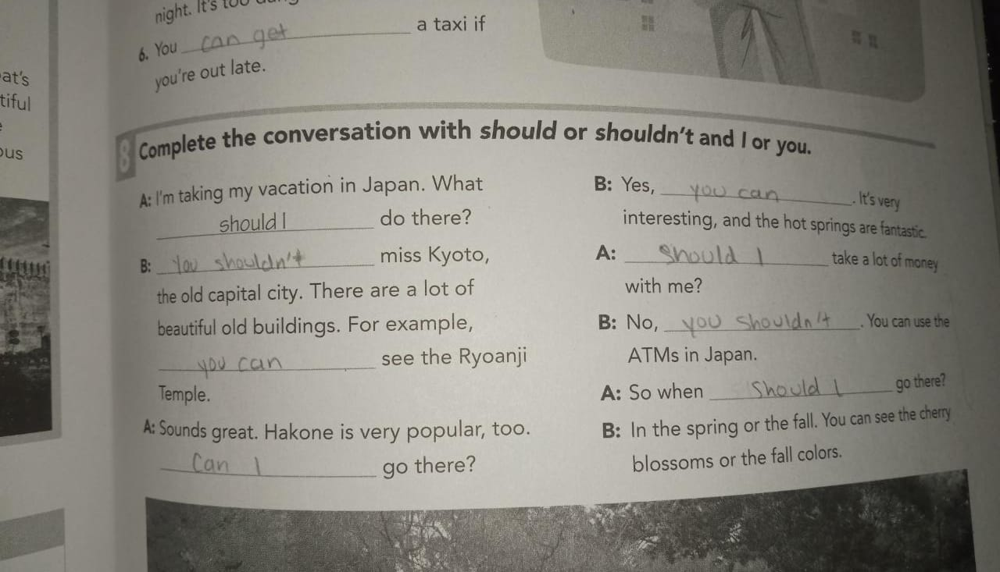 night. It's too
6. You can get a taxi if
you're out late.
at's
tiful
ous
8 Complete the conversation with should or shouldn't and I or you.
A: I'm taking my vacation in Japan. What
should I do there?
B: You shouldn't miss Kyoto,
the old capital city. There are a lot of
beautiful old buildings. For example,
you can see the Ryoanji
Temple.
A: Sounds great. Hakone is very popular, too.
Can I go there?
B: Yes, you can. It's very
interesting, and the hot springs are fantastic.
A: Should I take a lot of money
with me?
B: No, you shouldn't. You can use the
ATMs in Japan.
A: So when Should I go there?
B: In the spring or the fall. You can see the cherry
blossoms or the fall colors.